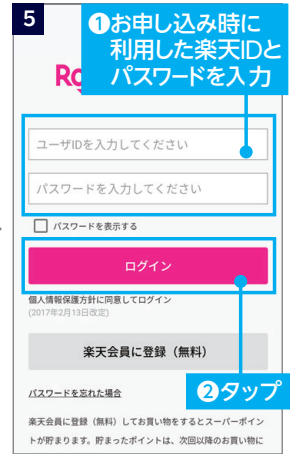 5
❶お申し込み時に
利用した楽天IDと
パスワードを入力
ユーザIDを入力してください
パスワードを入力してください
パスワードを表示する
ログイン
個人情報保護方針に同意してログイン
(2017年2月13日改定)
楽天会員に登録（無料）
パスワードを忘れた場合
❷タップ
楽天会員に登録（無料）してお買い物をするとスーパーポイン
トが貯まります。貯まったポイントは、次回以降のお買い物に